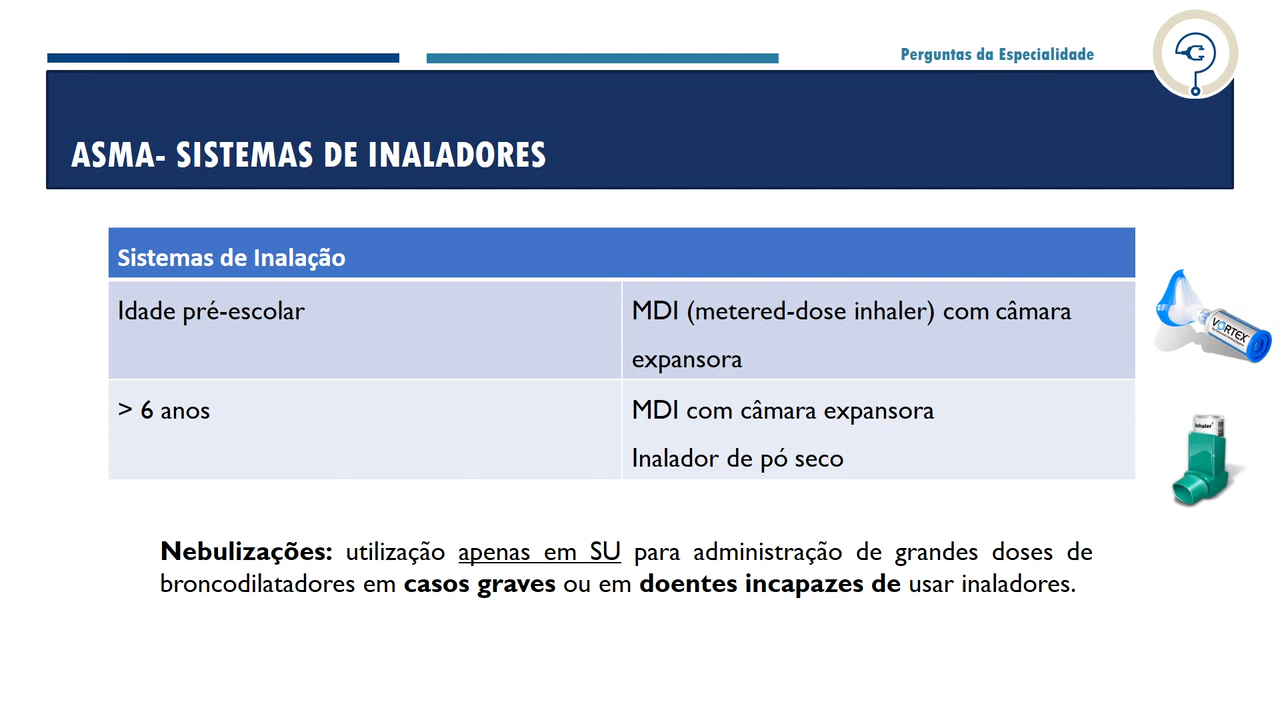 Perguntas da Especialidade
ASMA- SISTEMAS DE INALADORES
Sistemas de Inalação
Idade pré-escolar
MDI (metered-dose inhaler) com câmara
expansora
> 6 anos
MDI com câmara expansora
Inalador de pó seco
VORTEX
Inhaler
Nebulizações: utilização apenas em SU para administração de grandes doses de
broncodilatadores em casos graves ou em doentes incapazes de usar inaladores.